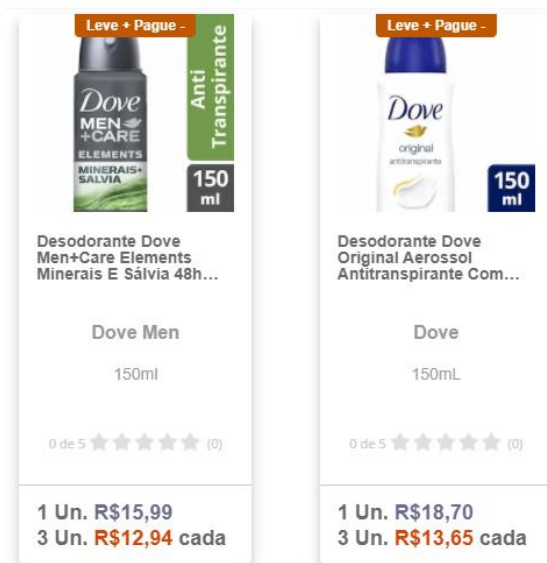 Leve + Pague -
Dove
MEN
+CARE
ELEMENTS
MINERAIS+
SÁLVIA
Anti
Transpirante
150
ml
Desodorante Dove
Men+Care Elements
Minerais E Sálvia 48h...
Dove Men
150ml
0 de 5 (0)
1 Un. R$15,99
3 Un. R$12,94 cada
Leve + Pague -
Dove
original
antitranspirante
150
ml
Desodorante Dove
Original Aerossol
Antitranspirante Com...
Dove
150mL
0 de 5 (0)
1 Un. R$18,70
3 Un. R$13,65 cada